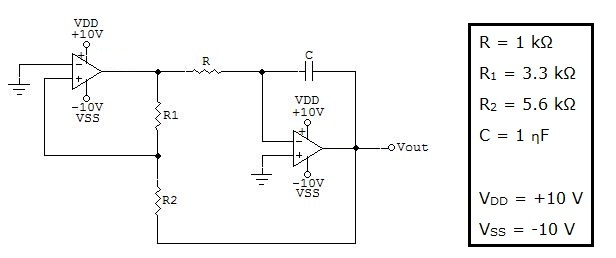 VDD
+10V
-
+
-10V
VSS
R
R1
R2
C
VDD
+10V
-
+
-10V
VSS
Vout
R = 1 kΩ
R₁ = 3.3 kΩ
R₂ = 5.6 kΩ
C = 1 ηF
VDD = +10 V
VSS = -10 V